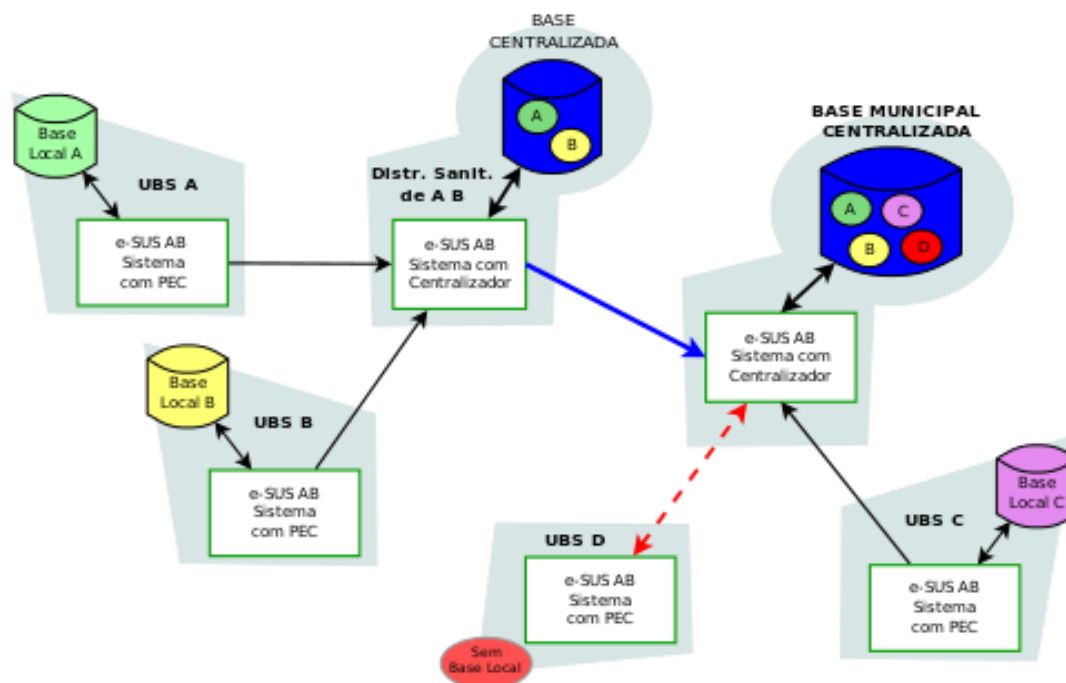 BASE
CENTRALIZADA
A
B
Base
Local A
UBS A
e-SUS AB
Sistema
com PEC
Distr. Sanit.
de A B
e-SUS AB
Sistema com
Centralizador
BASE MUNICIPAL
CENTRALIZADA
A
C
B
D
e-SUS AB
Sistema com
Centralizador
Base
Local B
UBS B
e-SUS AB
Sistema
com PEC
UBS D
e-SUS AB
Sistema
com PEC
Sem
Base Local
UBS C
Base
Local C
e-SUS AB
Sistema
com PEC